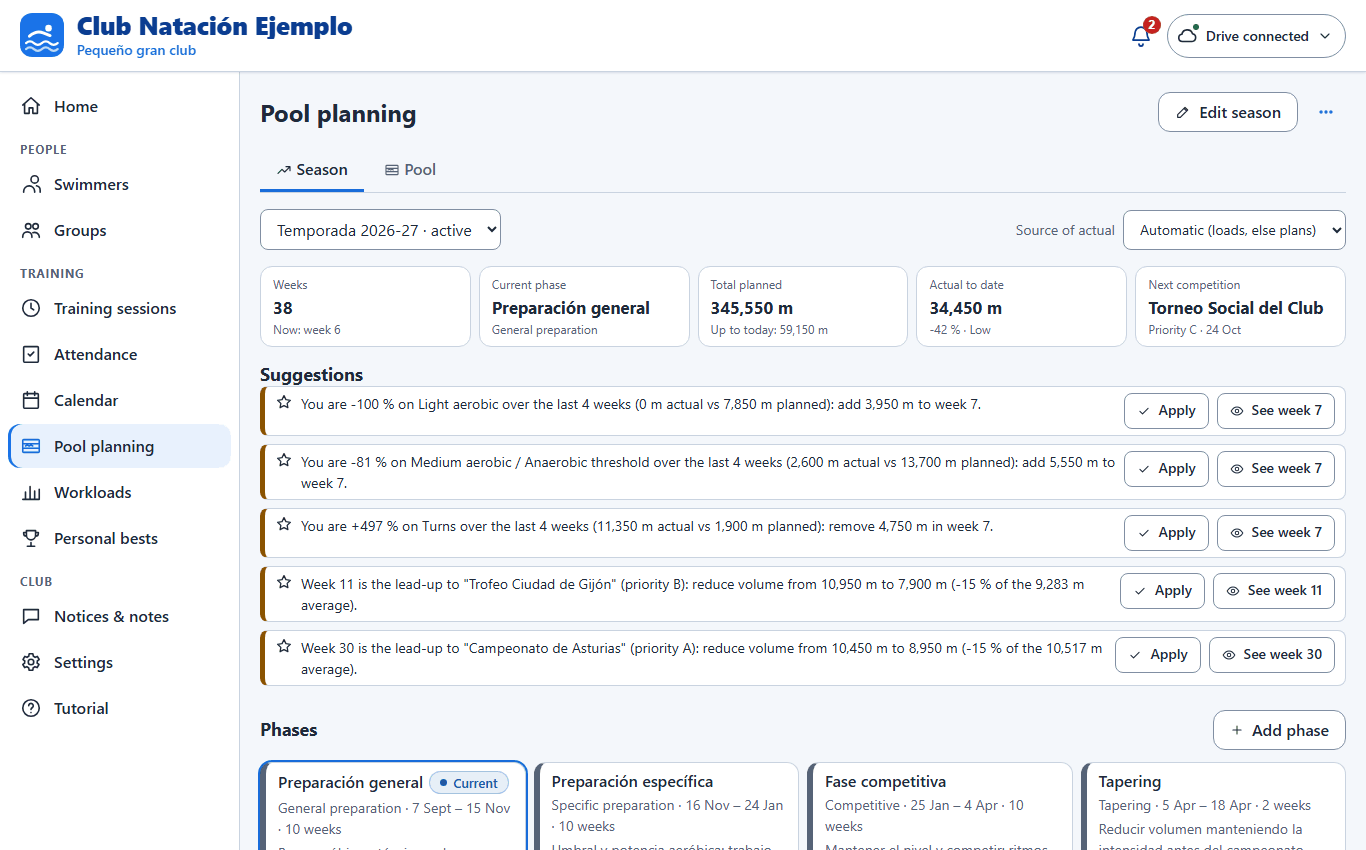 Club Natación Ejemplo
Pequeño gran club
2
Drive connected
Home
PEOPLE
Swimmers
Groups
TRAINING
Training sessions
Attendance
Calendar
Pool planning
Workloads
Personal bests
CLUB
Notices & notes
Settings
Tutorial
Pool planning
Edit season
Season
Pool
Temporada 2026-27 · active
Source of actual
Automatic (loads, else plans)
Weeks
38
Now: week 6
Current phase
Preparación general
General preparation
Total planned
345,550 m
Up to today: 59,150 m
Actual to date
34,450 m
-42 % · Low
Next competition
Torneo Social del Club
Priority C · 24 Oct
Suggestions
You are -100 % on Light aerobic over the last 4 weeks (0 m actual vs 7,850 m planned): add 3,950 m to week 7.
Apply
See week 7
You are -81 % on Medium aerobic / Anaerobic threshold over the last 4 weeks (2,600 m actual vs 13,700 m planned): add 5,550 m to
week 7.
Apply
See week 7
You are +497 % on Turns over the last 4 weeks (11,350 m actual vs 1,900 m planned): remove 4,750 m in week 7.
Apply
See week 7
Week 11 is the lead-up to "Trofeo Ciudad de Gijón" (priority B): reduce volume from 10,950 m to 7,900 m (-15 % of the 9,283 m
average).
Apply
See week 11
Week 30 is the lead-up to "Campeonato de Asturias" (priority A): reduce volume from 10,450 m to 8,950 m (-15 % of the 10,517 m
average).
Apply
See week 30
Phases
Add phase
Preparación general
Current
General preparation · 7 Sept – 15 Nov
· 10 weeks
Preparación específica
Specific preparation · 16 Nov – 24 Jan
· 10 weeks
Umbral y potencia aeróbica: trabajo
Fase competitiva
Competitive · 25 Jan – 4 Apr · 10
weeks
Mantener el nivel y competir: ritmos
Tapering
Tapering · 5 Apr – 18 Apr · 2 weeks
Reducir volumen manteniendo la
intensidad antes del campeonato